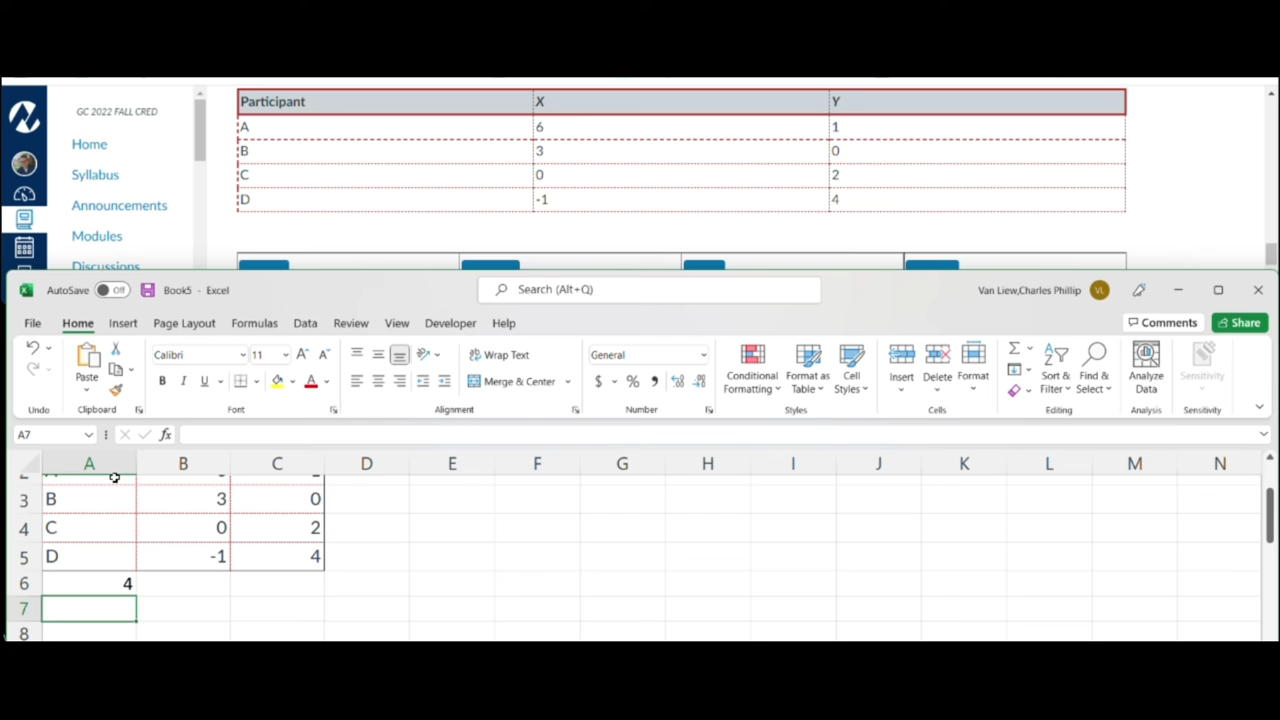 GC 2022 FALL CRED
Home
Syllabus
Announcements
Modules
Discussions
Participant X Y
A 6 1
B 3 0
C 0 2
D -1 4
AutoSave Off Book5 - Excel Search (Alt+Q) Van Liew,Charles Phillip VL
File Home Insert Page Layout Formulas Data Review View Developer Help Comments Share
Paste Calibri 11 Wrap Text General Conditional Formatting Format as Table Cell Styles Insert Delete Format Sort & Filter Find & Select Analyze Data Sensitivity
B I U A Merge & Center $ % 
Undo Clipboard Font Alignment Number Styles Cells Editing Analysis Sensitivity
A7 fx
A B C D E F G H I J K L M N
3 B 3 0
4 C 0 2
5 D -1 4
6 4
7
8